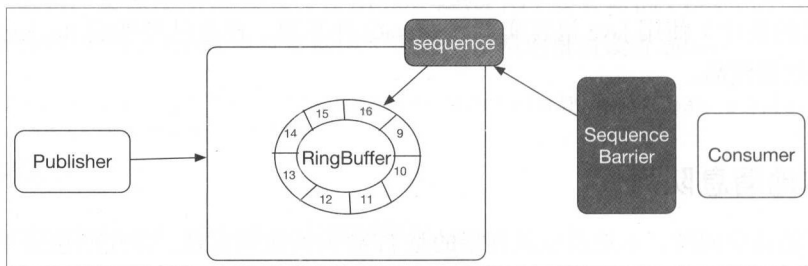 sequence
Publisher
RingBuffer
9
10
11
12
13
14
15
16
Sequence
Barrier
Consumer